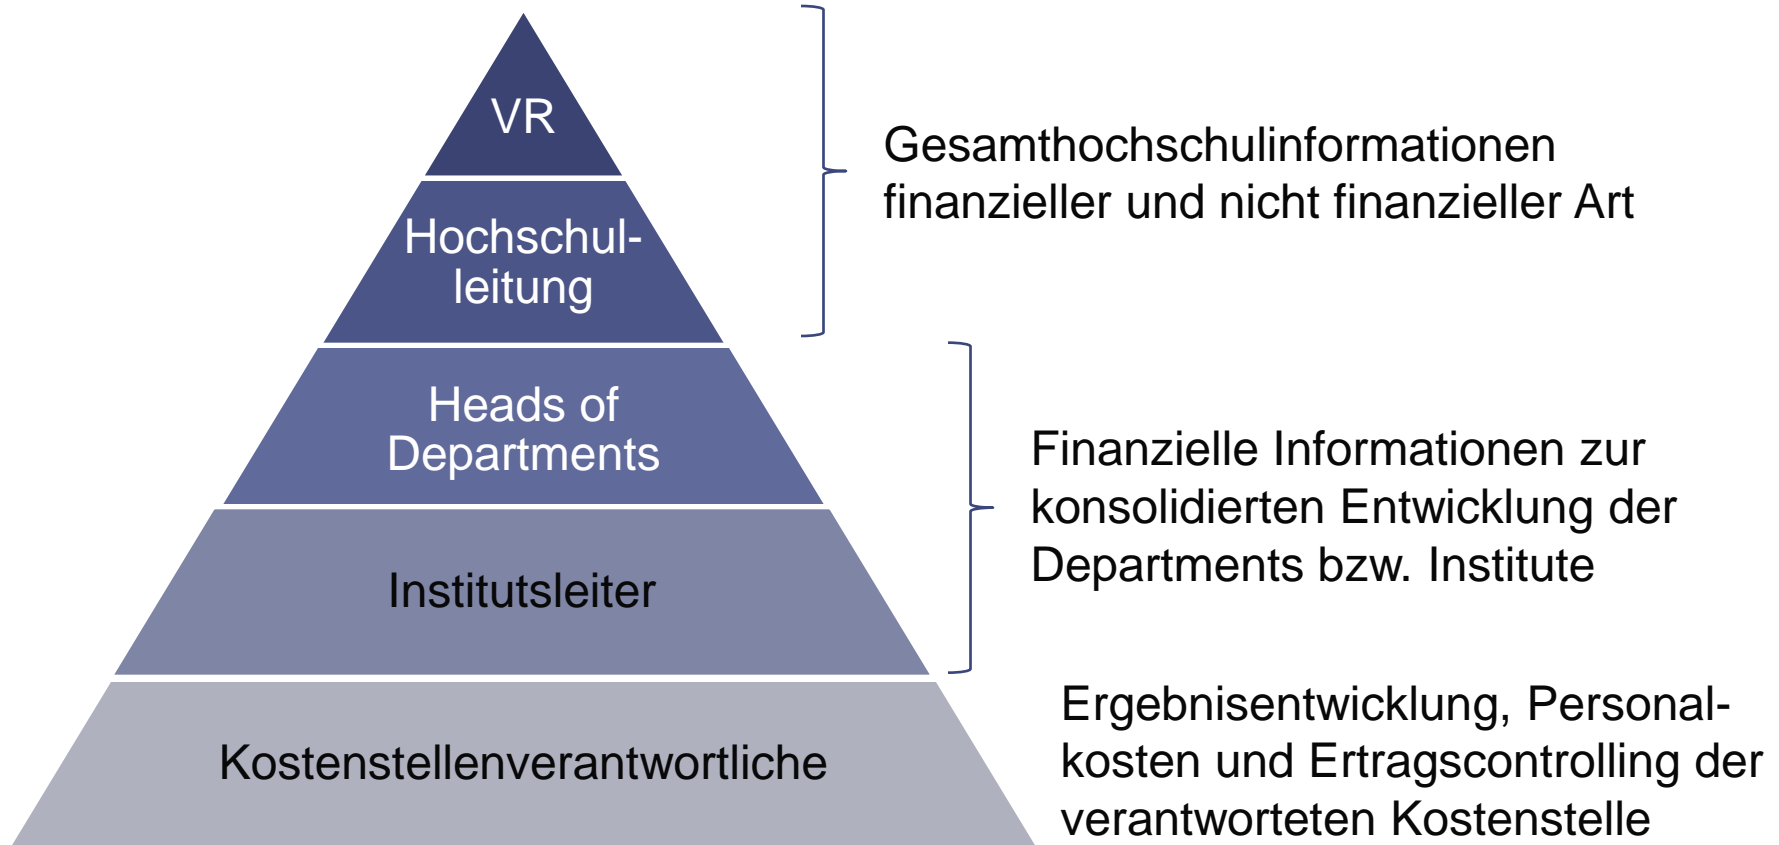 VR
Hochschul-
leitung
Gesamthochschulinformationen
finanzieller und nicht finanzieller Art
Heads of
Departments
Institutsleiter
Finanzielle Informationen zur
konsolidierten Entwicklung der
Departments bzw. Institute
Kostenstellenverantwortliche
Ergebnisentwicklung, Personal-
kosten und Ertragscontrolling der
verantworteten Kostenstelle